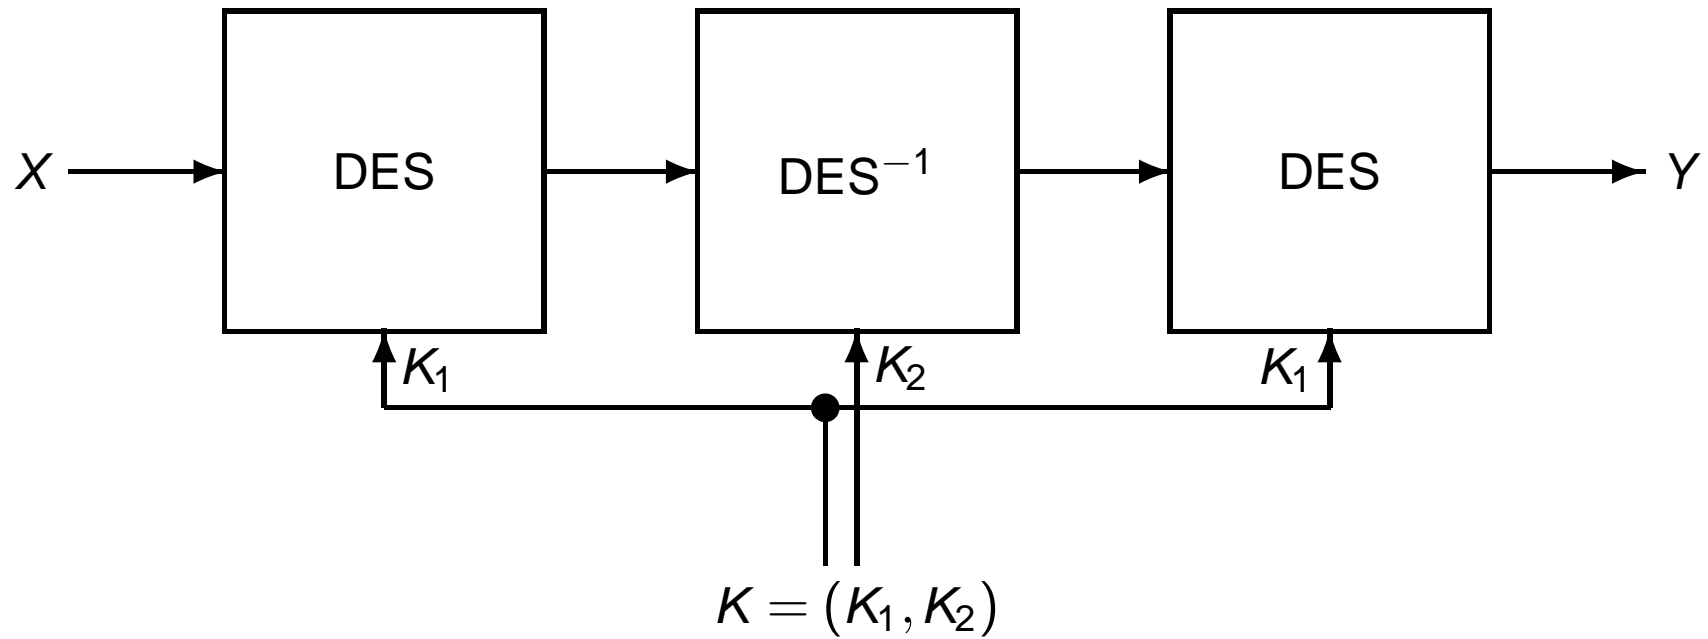 X DES DES⁻¹ DES Y
K₁ K₂ K₁
K = (K₁, K₂)